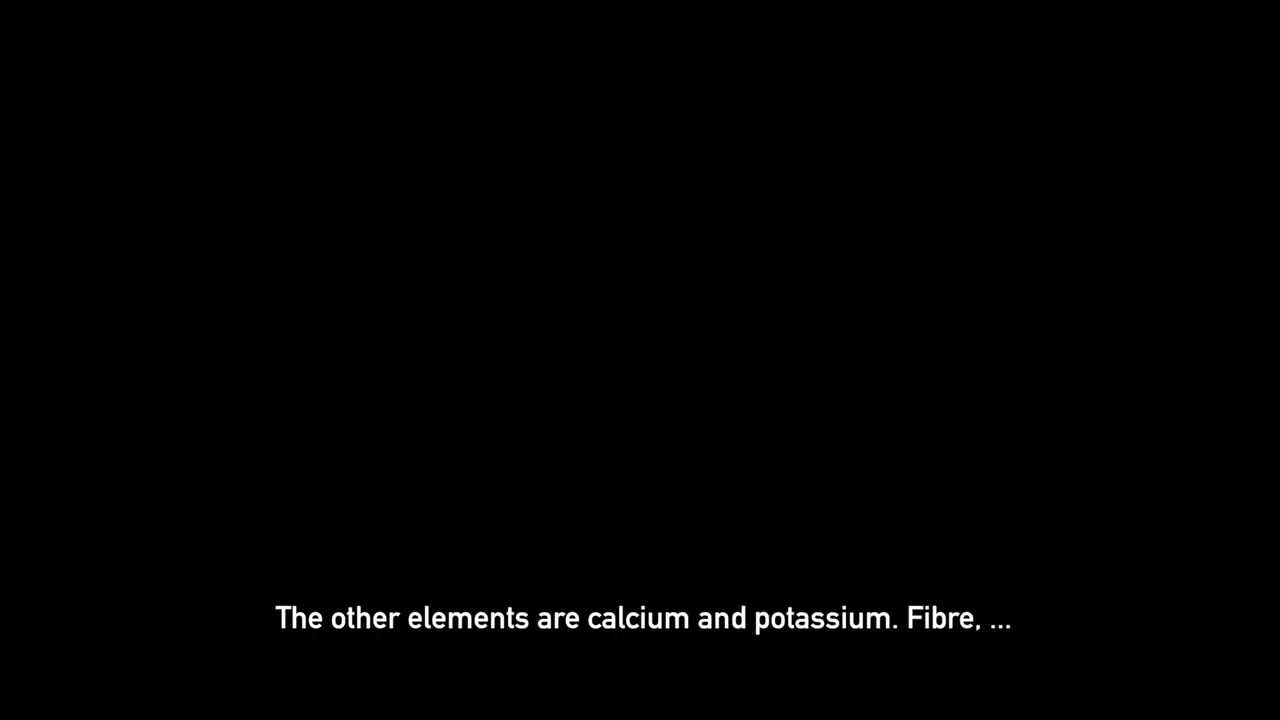 The other elements are calcium and potassium. Fibre, ...